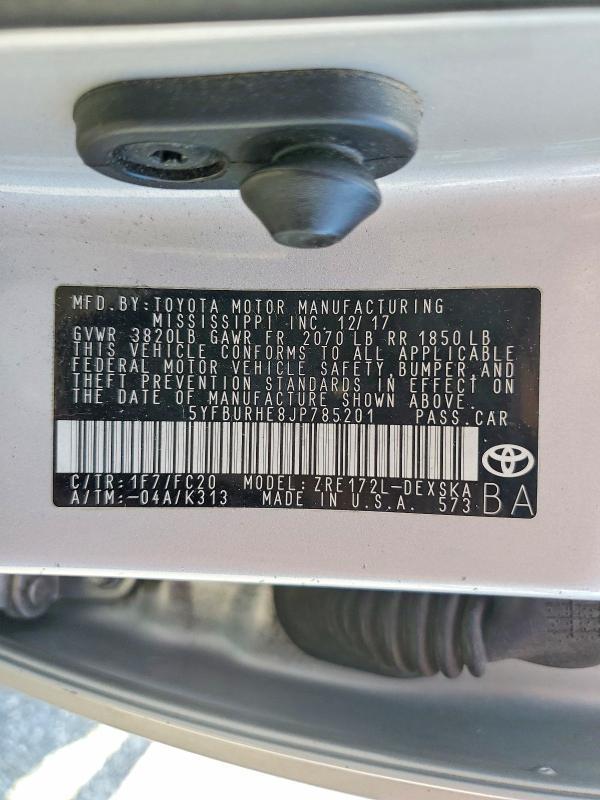 MFD. BY: TOYOTA MOTOR MANUFACTURING
MISSISSIPPI INC. 12/17
GVWR 3820LB GAWR FR 2070 LB RR 1850 LB
THIS VEHICLE CONFORMS TO ALL APPLICABLE
FEDERAL MOTOR VEHICLE SAFETY, BUMPER, AND
THEFT PREVENTION STANDARDS IN EFFECT ON
THE DATE OF MANUFACTURE SHOWN ABOVE.
5YFBURHE8JP785201 PASS. CAR
C/TR: 1F7/FC20 MODEL: ZRE172L-DEXSKA
A/TM: -04A/K313 MADE IN U.S.A. 573
BA